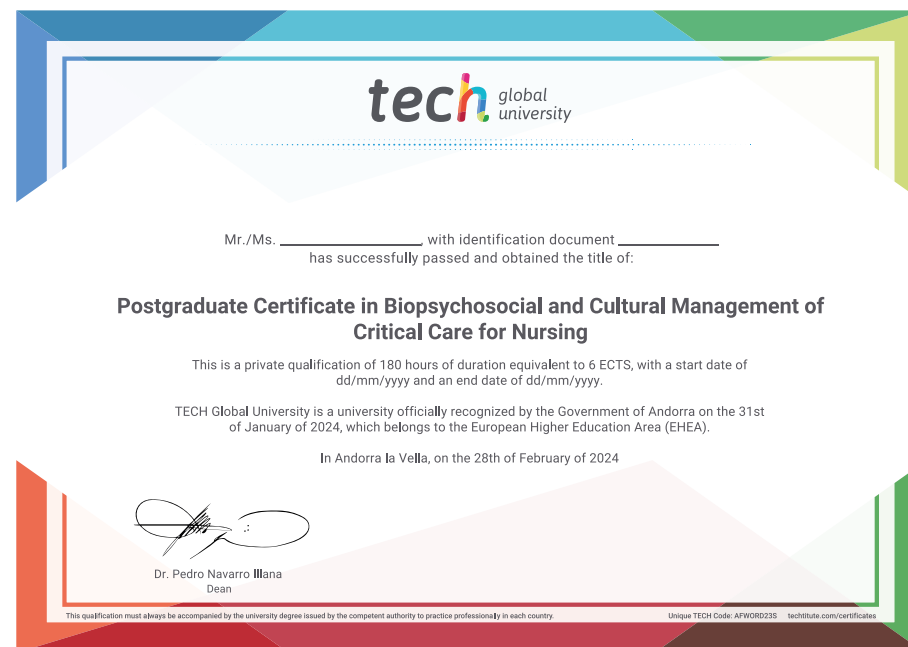 tech global university
Mr./Ms. ____________________, with identification document ______________
has successfully passed and obtained the title of:
Postgraduate Certificate in Biopsychosocial and Cultural Management of
Critical Care for Nursing
This is a private qualification of 180 hours of duration equivalent to 6 ECTS, with a start date of
dd/mm/yyyy and an end date of dd/mm/yyyy.
TECH Global University is a university officially recognized by the Government of Andorra on the 31st
of January of 2024, which belongs to the European Higher Education Area (EHEA).
In Andorra la Vella, on the 28th of February of 2024
Dr. Pedro Navarro Illana
Dean
This qualification must always be accompanied by the university degree issued by the competent authority to practice professionally in each country.
Unique TECH Code: AFWORD23S techtitute.com/certificates